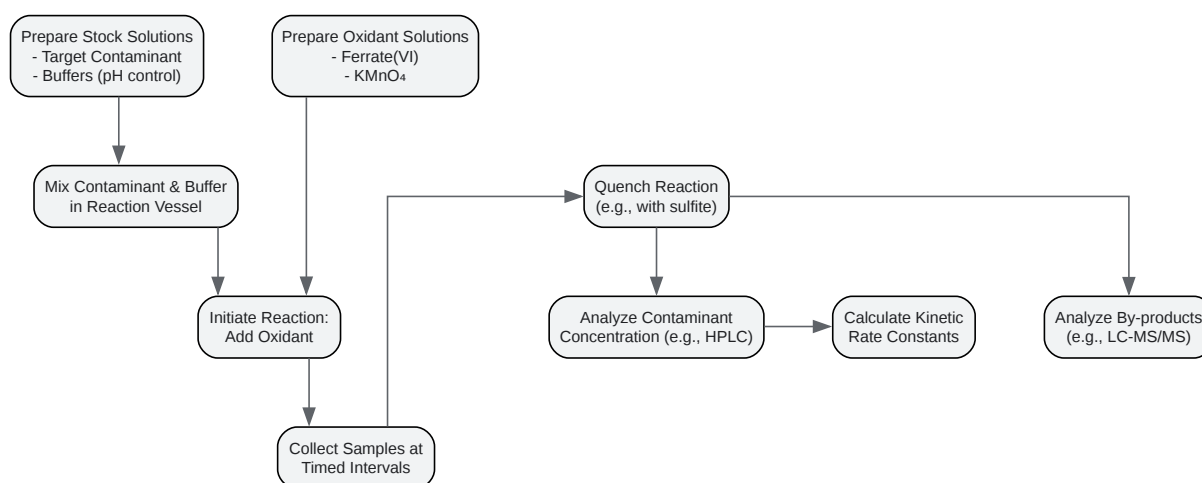 Prepare Stock Solutions
- Target Contaminant
- Buffers (pH control)
Prepare Oxidant Solutions
- Ferrate(VI)
- KMnO₄
Mix Contaminant & Buffer
in Reaction Vessel
Quench Reaction
(e.g., with sulfite)
Initiate Reaction:
Add Oxidant
Analyze Contaminant
Concentration (e.g., HPLC)
Calculate Kinetic
Rate Constants
Analyze By-products
(e.g., LC-MS/MS)
Collect Samples at
Timed Intervals